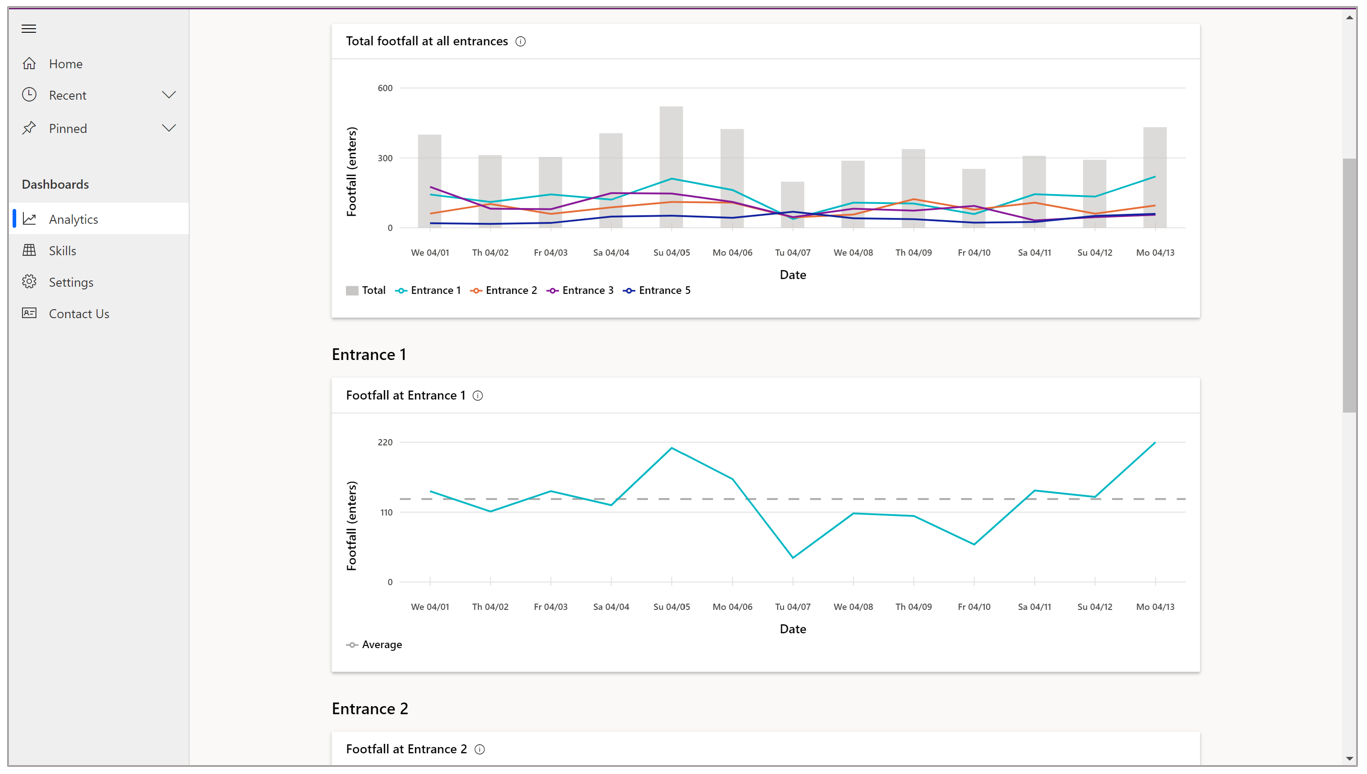 Home
Recent
Pinned
Dashboards
Analytics
Skills
Settings
Contact Us
Total footfall at all entrances
Footfall (enters)
600
300
0
We 04/01 Th 04/02 Fr 04/03 Sa 04/04 Su 04/05 Mo 04/06 Tu 04/07 We 04/08 Th 04/09 Fr 04/10 Sa 04/11 Su 04/12 Mo 04/13
Date
Total Entrance 1 Entrance 2 Entrance 3 Entrance 5
Entrance 1
Footfall at Entrance 1
Footfall (enters)
220
110
0
We 04/01 Th 04/02 Fr 04/03 Sa 04/04 Su 04/05 Mo 04/06 Tu 04/07 We 04/08 Th 04/09 Fr 04/10 Sa 04/11 Su 04/12 Mo 04/13
Date
Average
Entrance 2
Footfall at Entrance 2